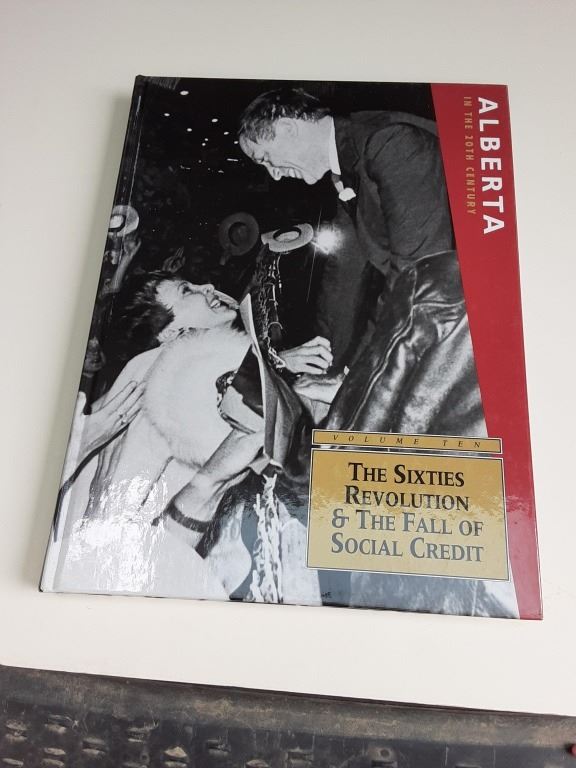 ALBERTA
IN THE 20TH CENTURY
VOLUME TEN
THE SIXTIES
REVOLUTION
& THE FALL OF
SOCIAL CREDIT